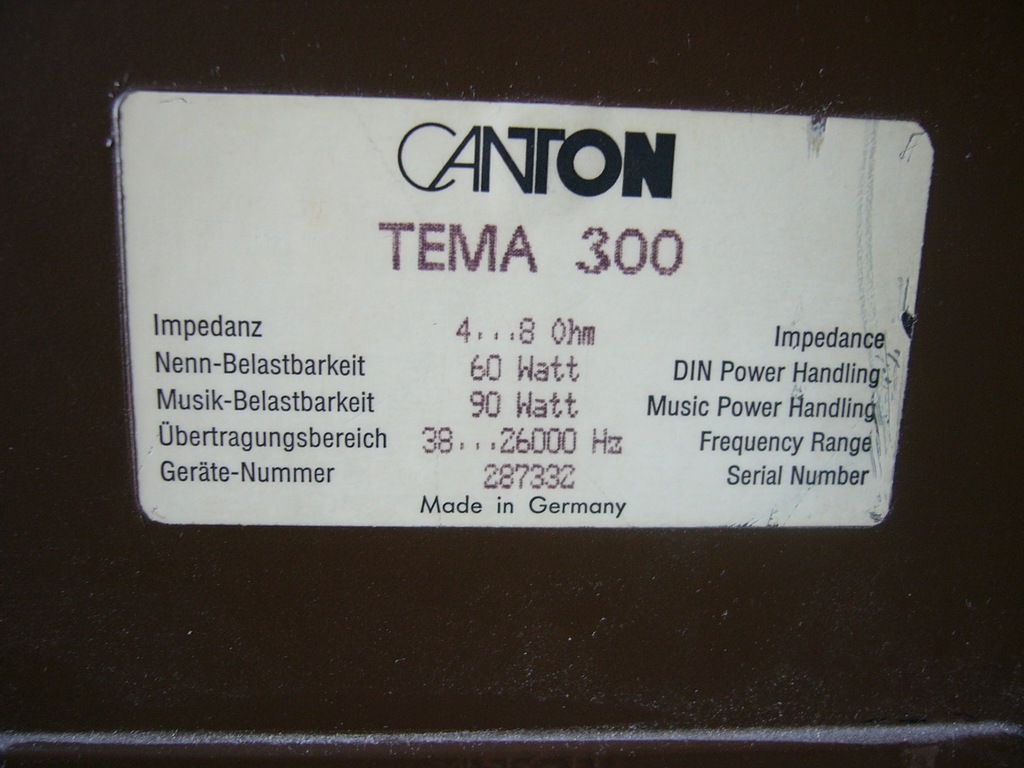 CANTON
TEMA 300
Impedanz 4...8 Ohm Impedance
Nenn-Belastbarkeit 60 Watt DIN Power Handling
Musik-Belastbarkeit 90 Watt Music Power Handling
Übertragungsbereich 38...26000 Hz Frequency Range
Geräte-Nummer 287332 Serial Number
Made in Germany